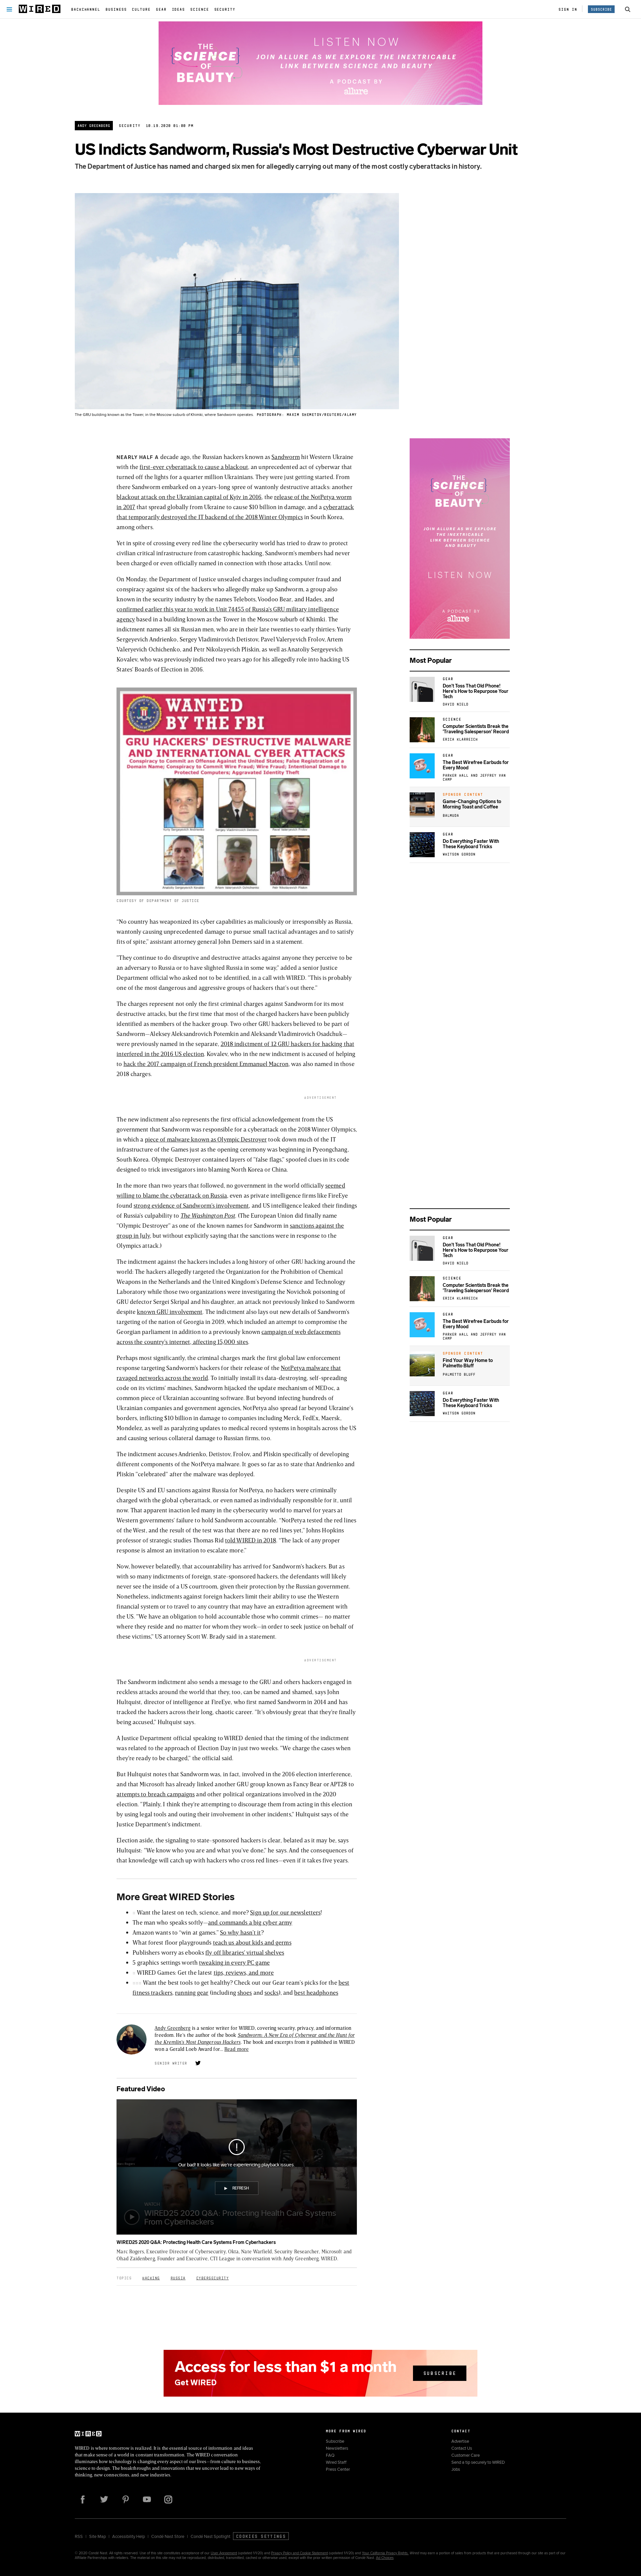 WIRED
BACKCHANNEL BUSINESS CULTURE GEAR IDEAS SCIENCE SECURITY
SIGN IN
SUBSCRIBE
THE SCIENCE OF BEAUTY
LISTEN NOW
JOIN ALLURE AS WE EXPLORE THE INEXTRICABLE
LINK BETWEEN SCIENCE AND BEAUTY
A PODCAST BY
allure
ANDY GREENBERG SECURITY 10.19.2020 01:00 PM
US Indicts Sandworm, Russia's Most Destructive Cyberwar Unit
The Department of Justice has named and charged six men for allegedly carrying out many of the most costly cyberattacks in history.
The GRU building known as the Tower, in the Moscow suburb of Khimki, where Sandworm operates. PHOTOGRAPH: MAXIM SHEMETOV/REUTERS/ALAMY
NEARLY HALF A decade ago, the Russian hackers known as Sandworm hit Western Ukraine
with the first-ever cyberattack to cause a blackout, an unprecedented act of cyberwar that
turned off the lights for a quarter million Ukrainians. They were just getting started. From
there Sandworm embarked on a years-long spree of wantonly destructive attacks: another
blackout attack on the Ukrainian capital of Kyiv in 2016, the release of the NotPetya worm
in 2017 that spread globally from Ukraine to cause $10 billion in damage, and a cyberattack
that temporarily destroyed the IT backend of the 2018 Winter Olympics in South Korea,
among others.
Yet in spite of crossing every red line the cybersecurity world has tried to draw to protect
civilian critical infrastructure from catastrophic hacking, Sandworm's members had never
been charged or even officially named in connection with those attacks. Until now.
On Monday, the Department of Justice unsealed charges including computer fraud and
conspiracy against six of the hackers who allegedly make up Sandworm, a group also
known in the security industry by the names Telebots, Voodoo Bear, and Hades, and
confirmed earlier this year to work in Unit 74455 of Russia's GRU military intelligence
agency based in a building known as the Tower in the Moscow suburb of Khimki. The
indictment names all six Russian men, who are in their late twenties to early thirties: Yuriy
Sergeyevich Andrienko, Sergey Vladimirovich Detistov, Pavel Valeryevich Frolov, Artem
Valeryevich Ochichenko, and Petr Nikolayevich Pliskin, as well as Anatoliy Sergeyevich
Kovalev, who was previously indicted two years ago for his allegedly role into hacking US
States' Boards of Election in 2016.
WANTED BY THE FBI
GRU HACKERS' DESTRUCTIVE MALWARE
AND INTERNATIONAL CYBER ATTACKS
Conspiracy to Commit an Offense Against the United States; False Registration of a
Domain Name; Conspiracy to Commit Wire Fraud; Wire Fraud; Intentional Damage to
Protected Computers; Aggravated Identity Theft
Yuriy Sergeyevich Andrienko
Sergey Vladimirovich Detistov
Pavel Valeryevich Frolov
Anatoliy Sergeyevich Kovalev
Artem Valeryevich Ochichenko
Petr Nikolayevich Pliskin
COURTESY OF DEPARTMENT OF JUSTICE
"No country has weaponized its cyber capabilities as maliciously or irresponsibly as Russia,
wantonly causing unprecedented damage to pursue small tactical advantages and to satisfy
fits of spite," assistant attorney general John Demers said in a statement.
"They continue to do disruptive and destructive attacks against anyone they perceive to be
an adversary to Russia or to have slighted Russia in some way," added a senior Justice
Department official who asked not to be identified, in a call with WIRED. "This is probably
one of the most dangerous and aggressive groups of hackers that's out there."
The charges represent not only the first criminal charges against Sandworm for its most
destructive attacks, but the first time that most of the charged hackers have been publicly
identified as members of the hacker group. Two other GRU hackers believed to be part of
Sandworm—Aleksey Aleksandrovich Potemkin and Aleksandr Vladimirovich Osadchuk—
were previously named in the separate, 2018 indictment of 12 GRU hackers for hacking that
interfered in the 2016 US election. Kovalev, who in the new indictment is accused of helping
to hack the 2017 campaign of French president Emmanuel Macron, was also named in those
2018 charges.
ADVERTISEMENT
The new indictment also represents the first official acknowledgement from the US
government that Sandworm was responsible for a cyberattack on the 2018 Winter Olympics,
in which a piece of malware known as Olympic Destroyer took down much of the IT
infrastructure of the Games just as the opening ceremony was beginning in Pyeongchang,
South Korea. Olympic Destroyer contained layers of "false flags," spoofed clues in its code
designed to trick investigators into blaming North Korea or China.
In the more than two years that followed, no government in the world officially seemed
willing to blame the cyberattack on Russia, even as private intelligence firms like FireEye
found strong evidence of Sandworm's involvement, and US intelligence leaked their findings
of Russia's culpability to The Washington Post. (The European Union did finally name
"Olympic Destroyer" as one of the known names for Sandworm in sanctions against the
group in July, but without explicitly saying that the sanctions were in response to the
Olympics attack.)
The indictment against the hackers includes a long history of other GRU hacking around the
world. The hackers allegedly targeted the Organization for the Prohibition of Chemical
Weapons in the Netherlands and the United Kingdom's Defense Science and Technology
Laboratory while the two organizations were investigating the Novichok poisoning of
GRU defector Sergei Skripal and his daughter, an attack not previously linked to Sandworm
despite known GRU involvement. The indictment also lays out new details of Sandworm's
targeting of the nation of Georgia in 2019, which included an attempt to compromise the
Georgian parliament in addition to a previously known campaign of web defacements
across the country's internet, affecting 15,000 sites.
Perhaps most significantly, the criminal charges mark the first global law enforcement
response targeting Sandworm's hackers for their release of the NotPetya malware that
ravaged networks across the world. To initially install its data-destroying, self-spreading
code on its victims' machines, Sandworm hijacked the update mechanism of MEDoc, a
common piece of Ukrainian accounting software. But beyond infecting hundreds of
Ukrainian companies and government agencies, NotPetya also spread far beyond Ukraine's
borders, inflicting $10 billion in damage to companies including Merck, FedEx, Maersk,
Mondelez, as well as paralyzing updates to medical record systems in hospitals across the US
and causing serious collateral damage to Russian firms, too.
The indictment accuses Andrienko, Detistov, Frolov, and Pliskin specifically of developing
different components of the NotPetya malware. It goes so far as to state that Andrienko and
Pliskin "celebrated" after the malware was deployed.
Despite US and EU sanctions against Russia for NotPetya, no hackers were criminally
charged with the global cyberattack, or even named as individually responsible for it, until
now. That apparent inaction led many in the cybersecurity world to marvel for years at
Western governments' failure to hold Sandworm accountable. "NotPetya tested the red lines
of the West, and the result of the test was that there are no red lines yet," Johns Hopkins
professor of strategic studies Thomas Rid told WIRED in 2018. "The lack of any proper
response is almost an invitation to escalate more."
Now, however belatedly, that accountability has arrived for Sandworm's hackers. But as
with so many indictments of foreign, state-sponsored hackers, the defendants will likely
never see the inside of a US courtroom, given their protection by the Russian government.
Nonetheless, indictments against foreign hackers limit their ability to use the Western
financial system or to travel to any country that may have an extradition agreement with
the US. "We have an obligation to hold accountable those who commit crimes— no matter
where they reside and no matter for whom they work—in order to seek justice on behalf of
these victims," US attorney Scott W. Brady said in a statement.
ADVERTISEMENT
The Sandworm indictment also sends a message to the GRU and others engaged in
reckless attacks around the world that they, too, can be named and shamed, says John
Hultquist, director of intelligence at FireEye, who first named Sandworm in 2014 and has
tracked the hackers across their long, chaotic career. "It's obviously great that they're finally
being accused," Hultquist says.
A Justice Department official speaking to WIRED denied that the timing of the indictment
was related to the approach of Election Day in just two weeks. "We charge the cases when
they're ready to be charged," the official said.
But Hultquist notes that Sandworm was, in fact, involved in the 2016 election interference,
and that Microsoft has already linked another GRU group known as Fancy Bear or APT28 to
attempts to breach campaigns and other political organizations involved in the 2020
election. "Plainly, I think they're attempting to discourage them from acting in this election
by using legal tools and outing their involvement in other incidents," Hultquist says of the
Justice Department's indictment.
Election aside, the signaling to state-sponsored hackers is clear, belated as it may be, says
Hultquist: "We know who you are and what you've done," he says. And the consequences of
that knowledge will catch up with hackers who cross red lines—even if it takes five years.
More Great WIRED Stories
Want the latest on tech, science, and more? Sign up for our newsletters!
The man who speaks softly—and commands a big cyber army
Amazon wants to "win at games." So why hasn't it?
What forest floor playgrounds teach us about kids and germs
Publishers worry as ebooks fly off libraries' virtual shelves
5 graphics settings worth tweaking in every PC game
WIRED Games: Get the latest tips, reviews, and more
Want the best tools to get healthy? Check out our Gear team's picks for the best
fitness trackers, running gear (including shoes and socks), and best headphones
Andy Greenberg is a senior writer for WIRED, covering security, privacy, and information
freedom. He's the author of the book Sandworm: A New Era of Cyberwar and the Hunt for
the Kremlin's Most Dangerous Hackers. The book and excerpts from it published in WIRED
won a Gerald Loeb Award for... Read more
SENIOR WRITER
Featured Video
Our bad! It looks like we're experiencing playback issues.
REFRESH
WIRED25 2020 Q&A: Protecting Health Care Systems
From Cyberhackers
WIRED25 2020 Q&A: Protecting Health Care Systems From Cyberhackers
Marc Rogers, Executive Director of Cybersecurity, Okta, Nate Warfield, Security Researcher, Microsoft and
Ohad Zaidenberg, Founder and Executive, CTI League in conversation with Andy Greenberg, WIRED.
TOPICS HACKING RUSSIA CYBERSECURITY
THE SCIENCE OF BEAUTY
JOIN ALLURE AS WE EXPLORE
THE INEXTRICABLE
LINK BETWEEN SCIENCE
AND BEAUTY
LISTEN NOW
A PODCAST BY
allure
Most Popular
GEAR
Don't Toss That Old Phone!
Here's How to Repurpose Your
Tech
DAVID NIELD
SCIENCE
Computer Scientists Break the
'Traveling Salesperson' Record
ERICA KLARREICH
GEAR
The Best Wirefree Earbuds for
Every Mood
PARKER HALL AND JEFFREY VAN
CAMP
SPONSOR CONTENT
Game-Changing Options to
Morning Toast and Coffee
BALMUDA
GEAR
Do Everything Faster With
These Keyboard Tricks
WHITSON GORDON
Most Popular
GEAR
Don't Toss That Old Phone!
Here's How to Repurpose Your
Tech
DAVID NIELD
SCIENCE
Computer Scientists Break the
'Traveling Salesperson' Record
ERICA KLARREICH
GEAR
The Best Wirefree Earbuds for
Every Mood
PARKER HALL AND JEFFREY VAN
CAMP
SPONSOR CONTENT
Find Your Way Home to
Palmetto Bluff
PALMETTO BLUFF
GEAR
Do Everything Faster With
These Keyboard Tricks
WHITSON GORDON
Access for less than $1 a month
Get WIRED
SUBSCRIBE
WIRED
WIRED is where tomorrow is realized. It is the essential source of information and ideas
that make sense of a world in constant transformation. The WIRED conversation
illuminates how technology is changing every aspect of our lives—from culture to business,
science to design. The breakthroughs and innovations that we uncover lead to new ways of
thinking, new connections, and new industries.
MORE FROM WIRED
Subscribe
Newsletters
FAQ
Wired Staff
Press Center
CONTACT
Advertise
Contact Us
Customer Care
Send a tip securely to WIRED
Jobs
RSS | Site Map | Accessibility Help | Condé Nast Store | Condé Nast Spotlight COOKIES SETTINGS